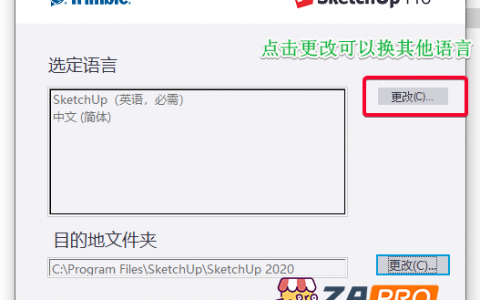 Trimble.
SketchUp Pro
点击更改可以换其他语言
选定语言
更改(C)...
SketchUp (英语，必需)
中文 (简体)
目的地文件夹
C:\Program Files\SketchUp\SketchUp 2020
更改(C)...
ZAPRO